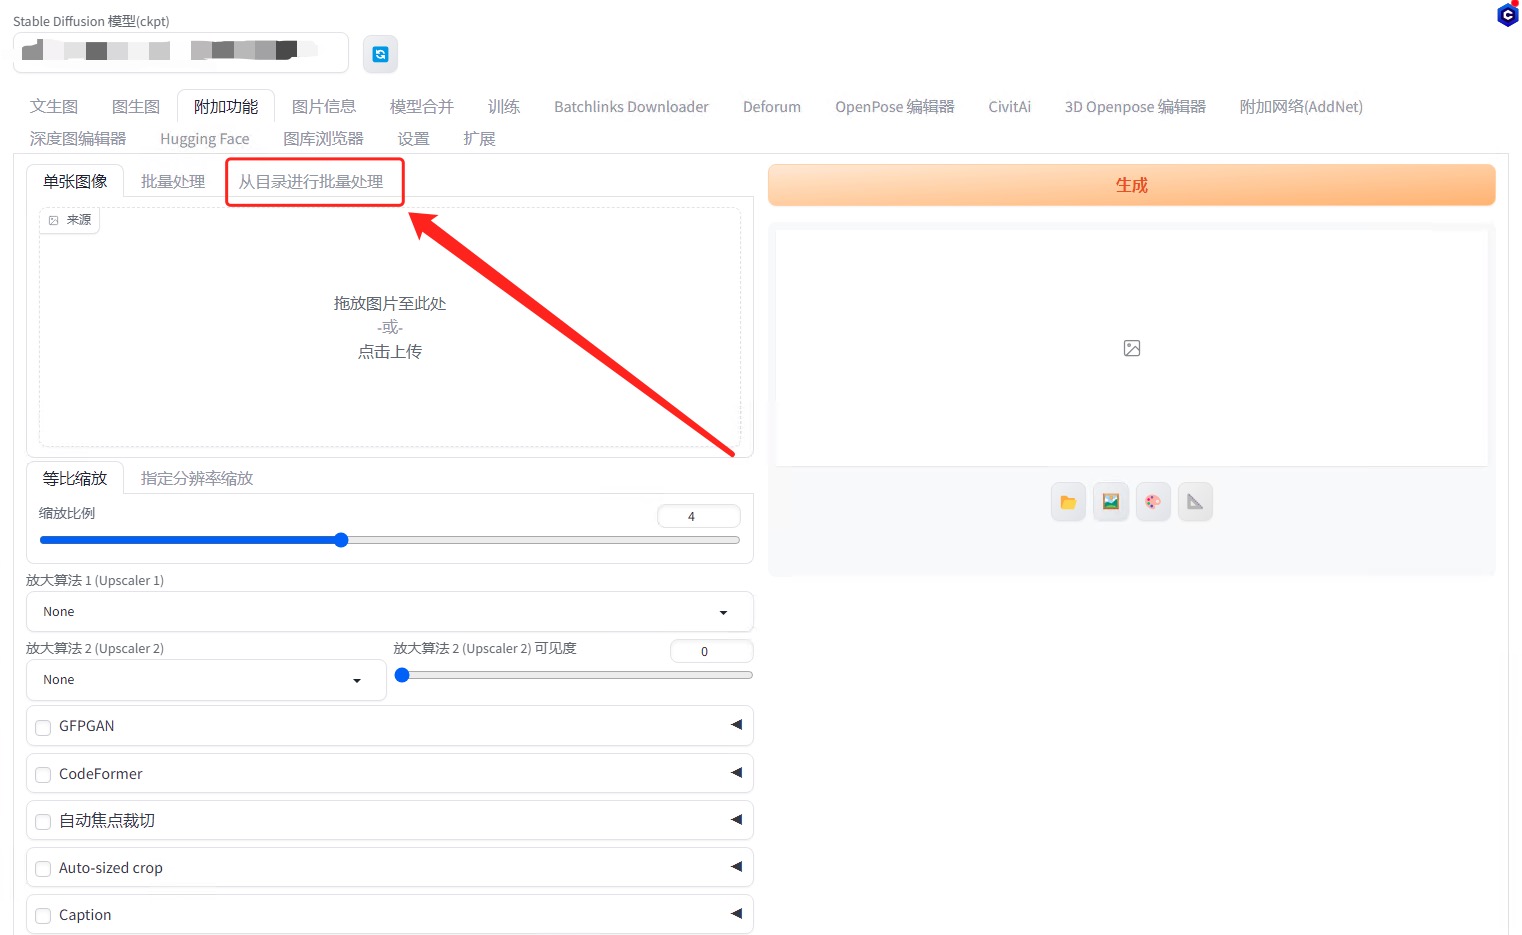 Stable Diffusion 模型(ckpt)
文生图 图生图 附加功能 图片信息 模型合并 训练 Batchlinks Downloader Deforum OpenPose 编辑器 CivitAi 3D Openpose 编辑器 附加网络(AddNet)
深度图编辑器 Hugging Face 图库浏览器 设置 扩展
单张图像 批量处理 从目录进行批量处理
生成
来源
拖放图片至此处
-或-
点击上传
等比缩放 指定分辨率缩放
缩放比例 4
放大算法 1 (Upscaler 1)
None
放大算法 2 (Upscaler 2) 放大算法 2 (Upscaler 2) 可见度 0
None
GFPGAN
CodeFormer
自动焦点裁切
Auto-sized crop
Caption